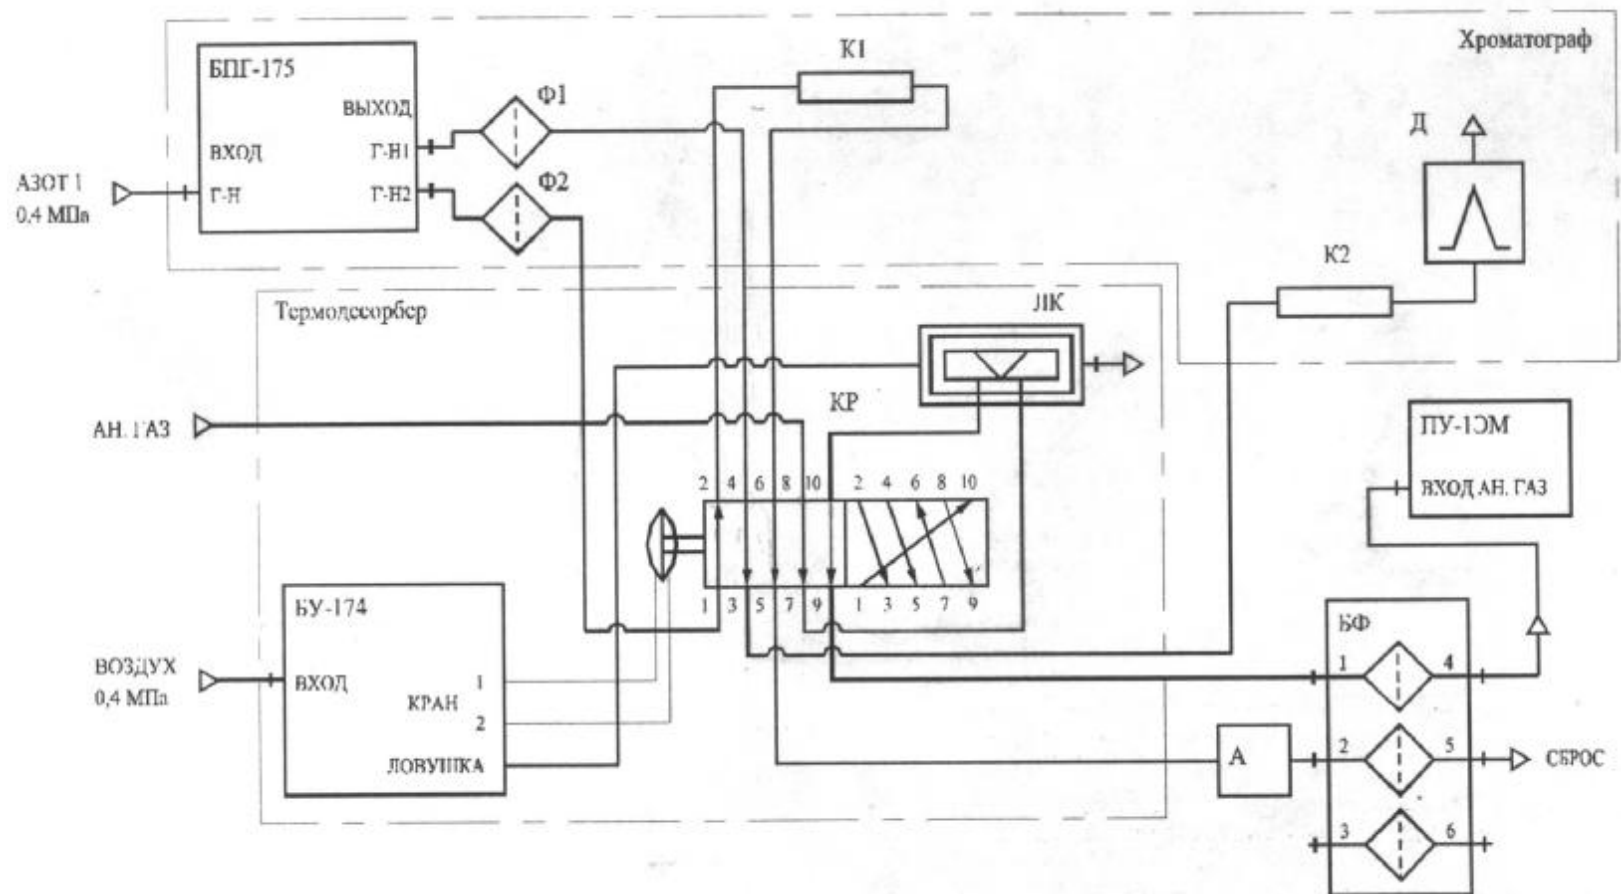 Хроматограф
БПГ-175
ВЫХОД
ВХОД
Г-Н1
Г-Н
Г-Н2
Ф1
Ф2
К1
Д
К2
АЗОТ 1
0,4 МПа
Термодесорбер
ЛК
КР
АН. ГАЗ
2 4 6 8 10 2 4 6 8 10
1 3 5 7 9 1 3 5 7 9
ПУ-1ЭМ
ВХОД АН. ГАЗ
БУ-174
ВХОД
КРАН
1
2
ЛОВУШКА
ВОЗДУХ
0,4 МПа
БФ
1 4
2 5
3 6
А
СБРОС